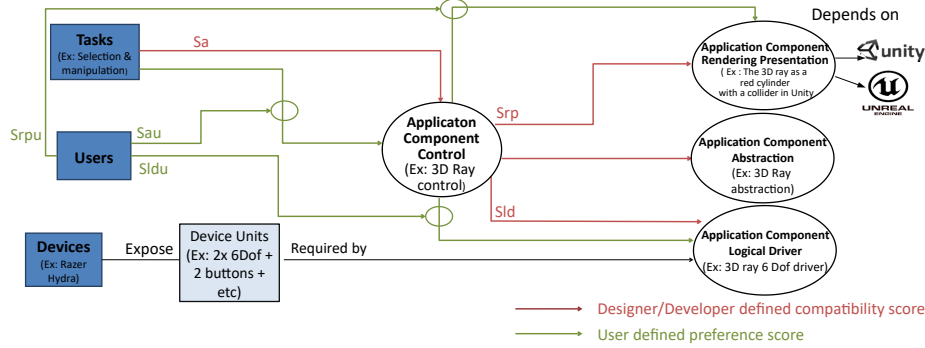 Depends on
Tasks
(Ex: Selection &
manipulation)
Sa
Application Component
Rendering Presentation
( Ex : The 3D ray as a
red cylinder
with a collider in Unity
unity
UNREAL
ENGINE
Srpu
Sau
Users
Sldu
Applicaton
Component
Control
(Ex: 3D Ray
control)
Srp
Application Component
Abstraction
(Ex: 3D Ray
abstraction)
Sld
Devices
(Ex: Razer
Hydra)
Expose
Device Units
(Ex: 2x 6Dof +
2 buttons +
etc)
Required by
Application Component
Logical Driver
(Ex: 3D ray 6 Dof driver)
Designer/Developer defined compatibility score
User defined preference score